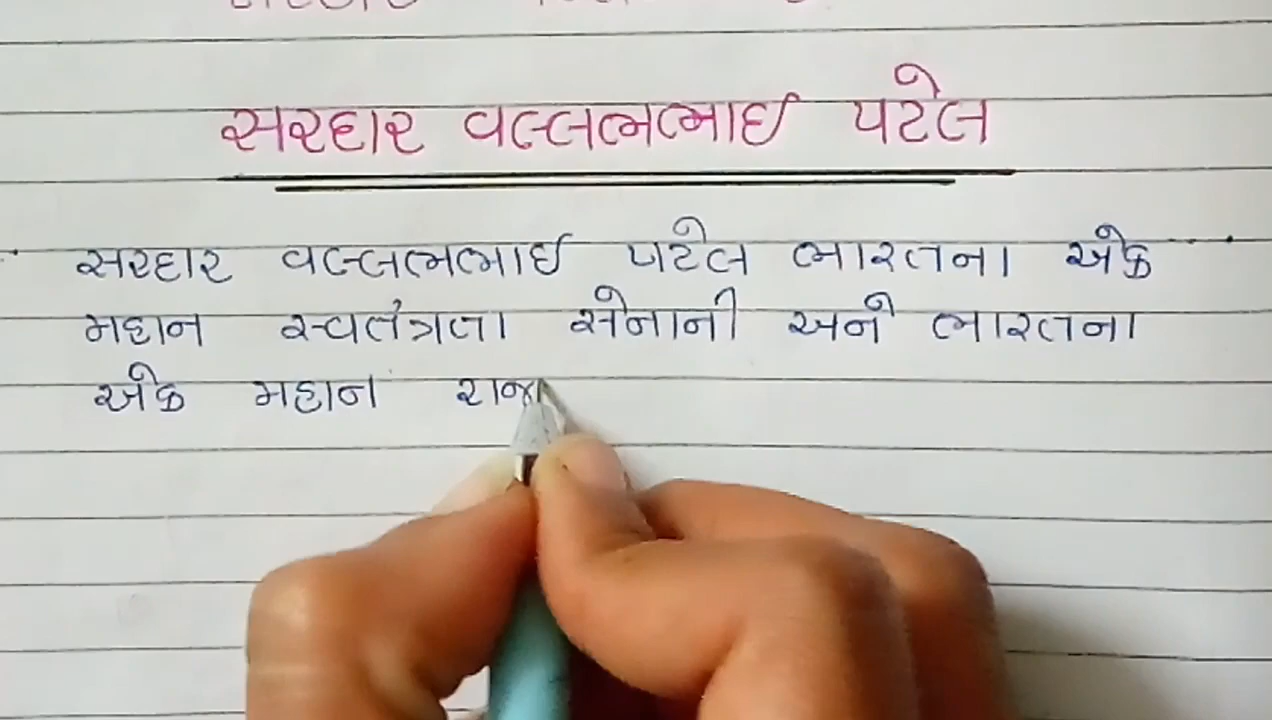 સરદાર વલ્લભભાઈ પટેલ
સરદાર વલ્લભભાઈ પટેલ ભારતના એક
મહાન સ્વતંત્રતા સેનાની અને ભારતના
એક મહાન રાજ